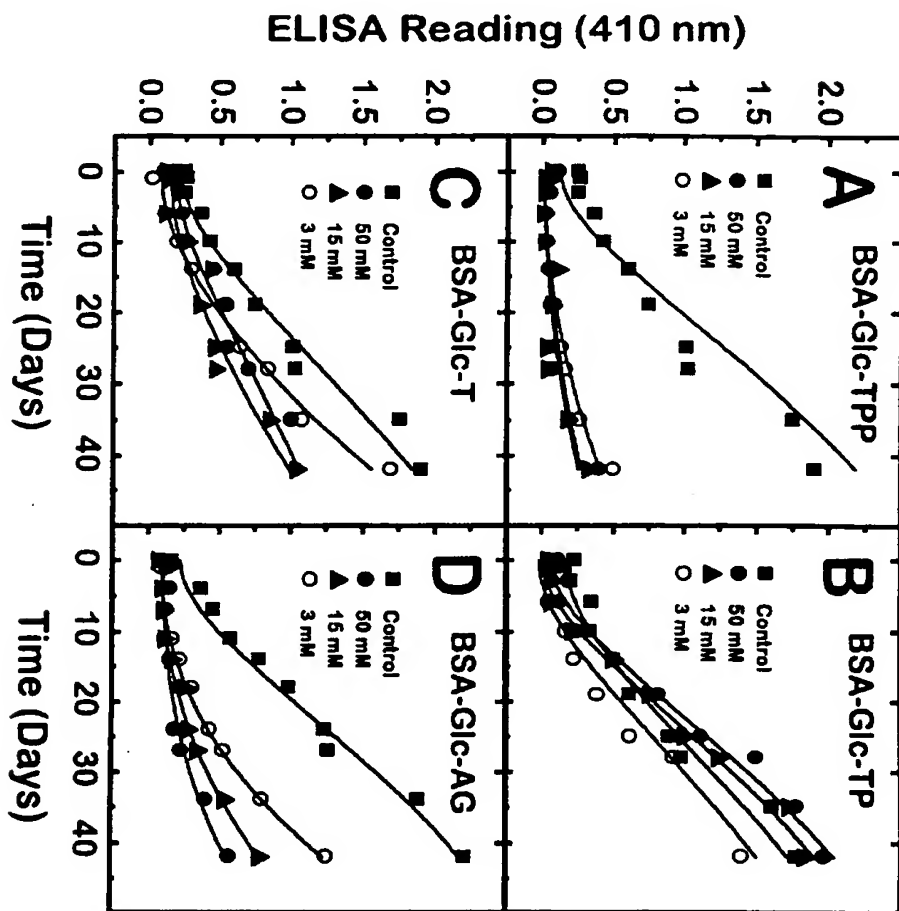 ELISA Reading (410 nm)
0.0 0.5 1.0 1.5 2.0
0.0 0.5 1.0 1.5 2.0
A BSA-Glc-TPP
Control
50 mM
15 mM
3 mM
B BSA-Glc-TP
Control
50 mM
15 mM
3 mM
C BSA-Glc-T
Control
50 mM
15 mM
3 mM
0 10 20 30 40
Time (Days)
D BSA-Glc-AG
Control
50 mM
15 mM
3 mM
0 10 20 30 40
Time (Days)